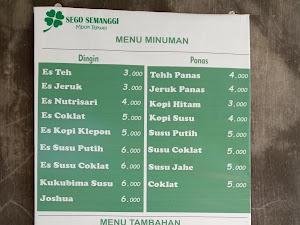 SEGO SEMANGGI
MENU MINUMAN
Dingin
Es Teh 3.000
Es Jeruk 3.000
Es Nutrisari 4.000
Es Coklat 5.000
Es Kopi Klepon 5.000
Es Susu Putih 6.000
Es Susu Coklat 6.000
Kukubima Susu 6.000
Joshua 6.000
Panas
Tehh Panas 4.000
Jeruk Panas 4.000
Kopi Hitam 3.000
Kopi Susu 4.000
Susu Putih 5.000
Susu Coklat 5.000
Susu Jahe 5.000
Coklat 5.000
MENU TAMBAHAN